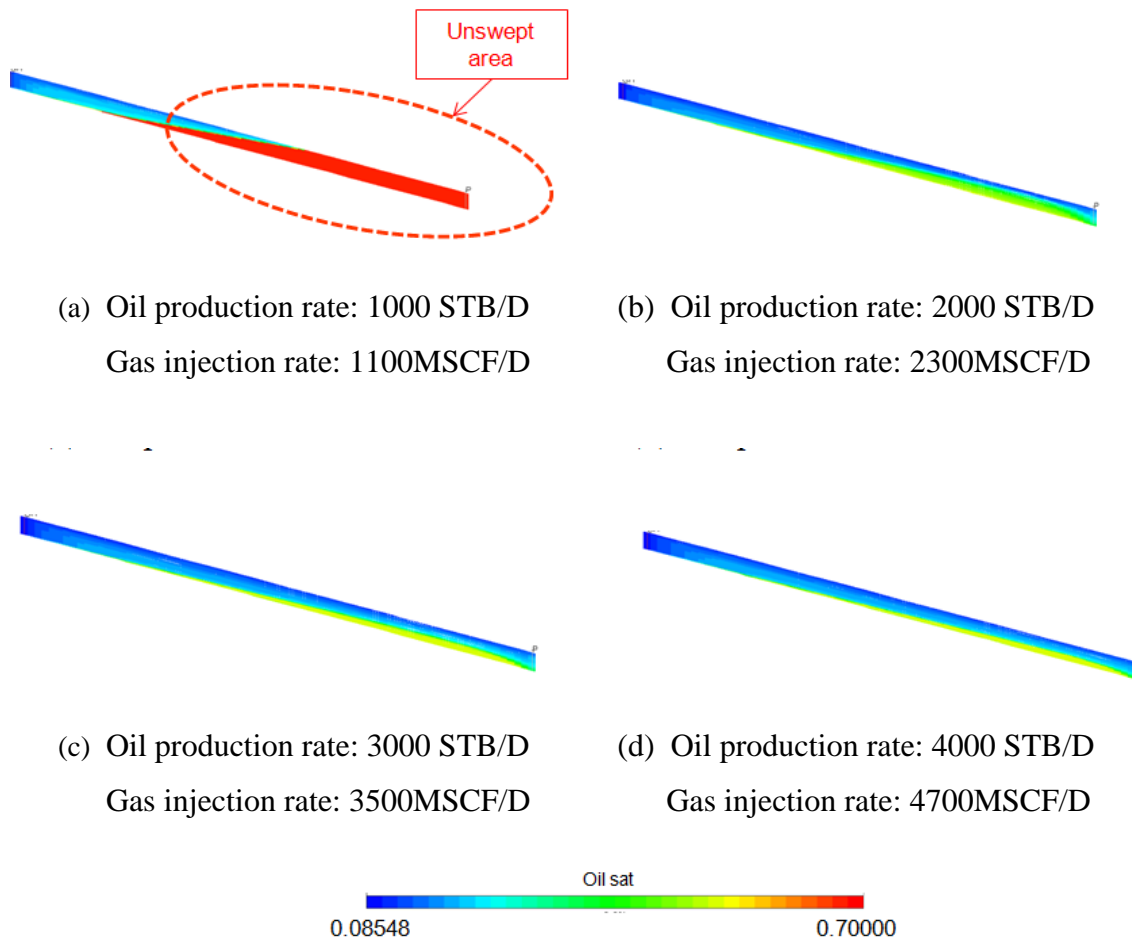 Unswept
area
P
P
(a) Oil production rate: 1000 STB/D
Gas injection rate: 1100MSCF/D
(b) Oil production rate: 2000 STB/D
Gas injection rate: 2300MSCF/D
P
(c) Oil production rate: 3000 STB/D
Gas injection rate: 3500MSCF/D
(d) Oil production rate: 4000 STB/D
Gas injection rate: 4700MSCF/D
Oil sat
0.08548
0.70000